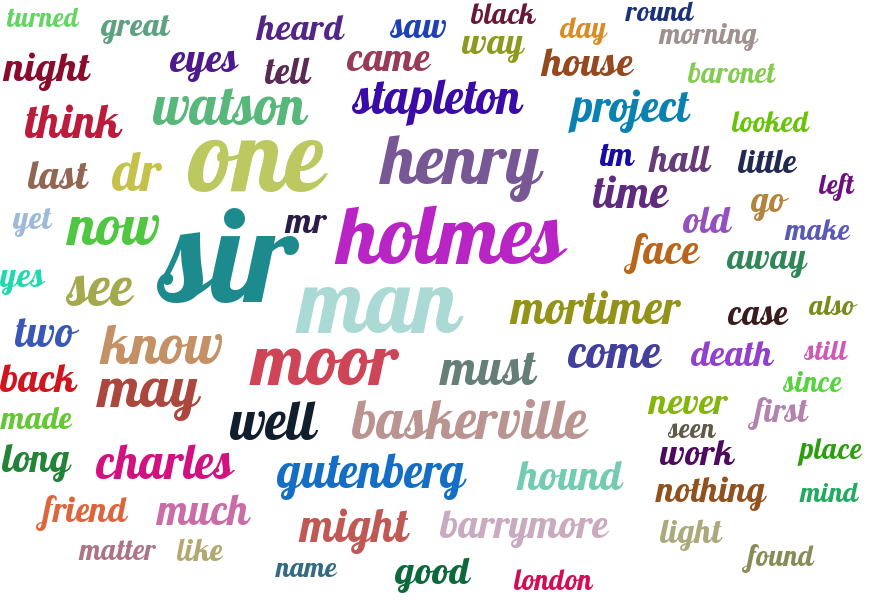 turned great heard saw black day round
night eyes tell came way house morning
think watson stapleton project baronet looked
last dr one henry tm hall little
time go left
yet now sir mr holmes face old make
yes see man mortimer away case also
two know moor must come death still
back may since
made well baskerville never first
seen
long charles gutenberg hound work place
nothing mind
friend much might barrymore light
matter like found
name good london